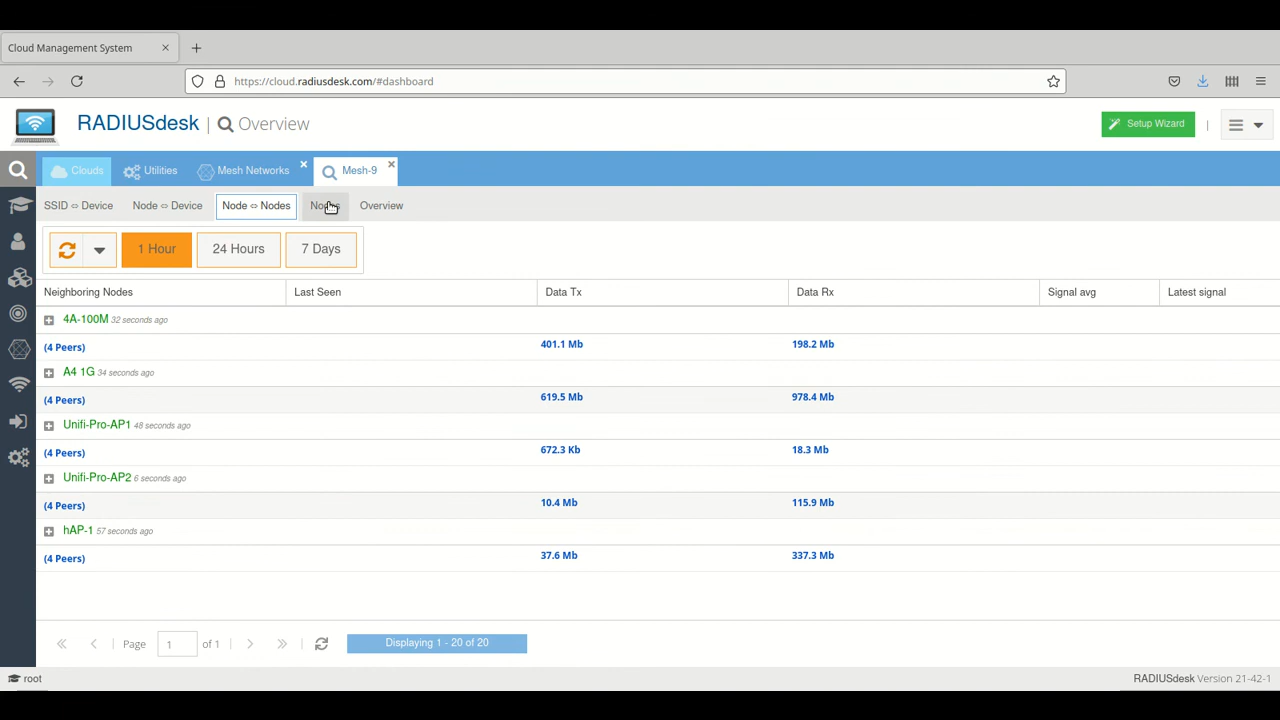 Cloud Management System
https://cloud.radiusdesk.com/#dashboard
RADIUSdesk | Overview
Setup Wizard
Clouds Utilities Mesh Networks Mesh-9
SSID ⇔ Device Node ⇔ Device Node ⇔ Nodes Overview
1 Hour 24 Hours 7 Days
Neighboring Nodes Last Seen Data Tx Data Rx Signal avg Latest signal
4A-100M 32 seconds ago
(4 Peers) 401.1 Mb 198.2 Mb
A4 1G 34 seconds ago
(4 Peers) 619.5 Mb 978.4 Mb
Unifi-Pro-AP1 48 seconds ago
(4 Peers) 672.3 Kb 18.3 Mb
Unifi-Pro-AP2 6 seconds ago
(4 Peers) 10.4 Mb 115.9 Mb
hAP-1 57 seconds ago
(4 Peers) 37.6 Mb 337.3 Mb
Page 1 of 1 Displaying 1 - 20 of 20
root RADIUSdesk Version 21-42-1